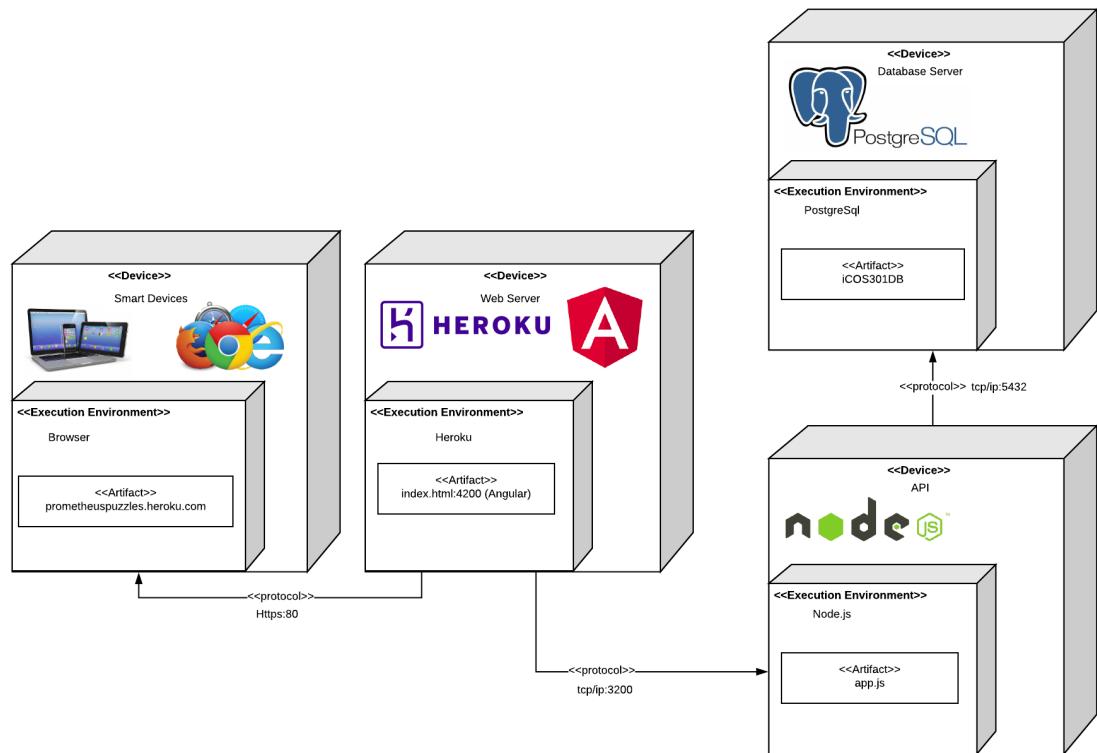 <<Device>>
Smart Devices
<<Execution Environment>>
Browser
<<Artifact>>
prometheuspuzzles.heroku.com
<<protocol>>
Https:80
<<Device>>
Web Server
HEROKU
A
<<Execution Environment>>
Heroku
<<Artifact>>
index.html:4200 (Angular)
<<protocol>>
tcp/ip:3200
<<Device>>
Database Server
PostgreSQL
<<Execution Environment>>
PostgreSql
<<Artifact>>
iCOS301DB
<<protocol>> tcp/ip:5432
<<Device>>
API
node JS™
<<Execution Environment>>
Node.js
<<Artifact>>
app.js